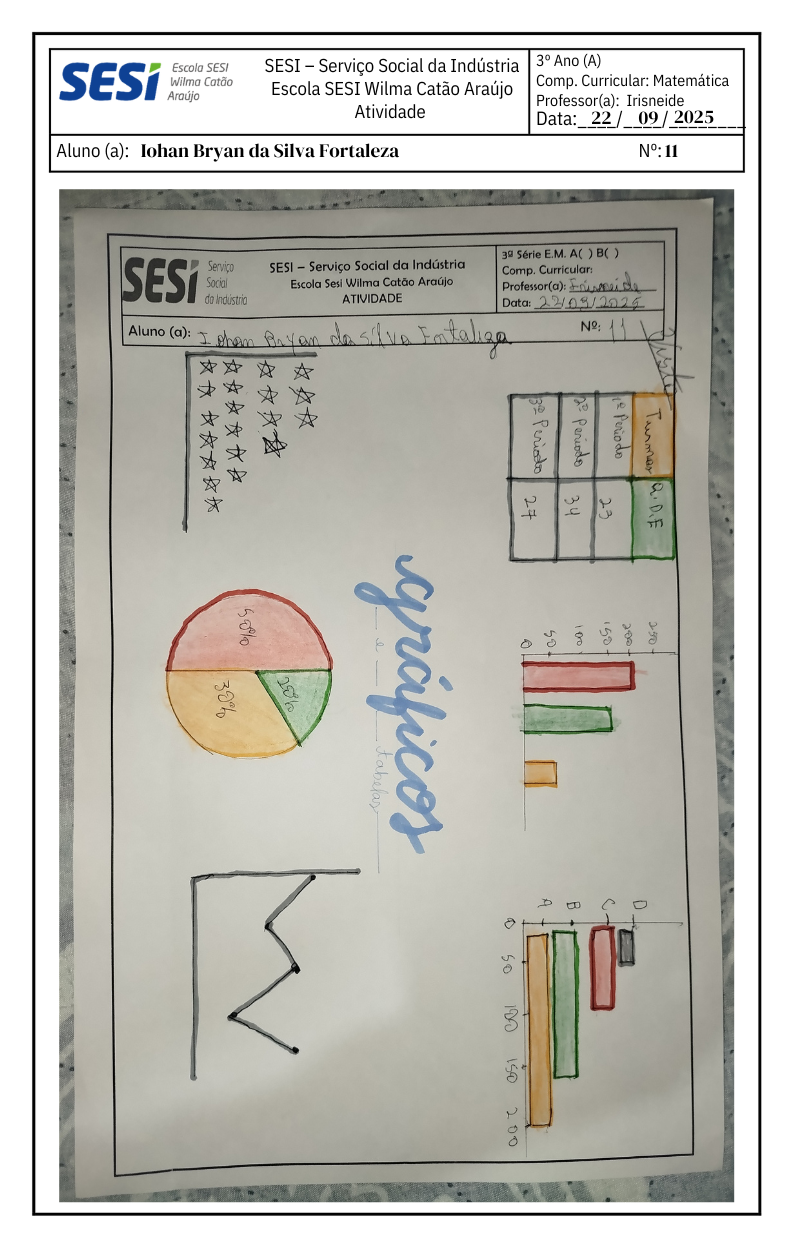 SESI
Escola SESI
Wilma Catão
Araújo
SESI – Serviço Social da Indústria
Escola SESI Wilma Catão Araújo
Atividade
3º Ano (A)
Comp. Curricular: Matemática
Professor(a): Irisneide
Data: 22 / 09 / 2025
Aluno (a): Iohan Bryan da Silva Fortaleza
Nº: 11
SESI
Serviço
Social
da Indústria
SESI – Serviço Social da Indústria
Escola Sesi Wilma Catão Araújo
ATIVIDADE
3ª Série E.M. A( ) B( )
Comp. Curricular:
Professor(a): Irisneide
Data: 22/09/2025
Aluno (a): Iohan Bryan da Silva Fortaleza
Nº: 11
Visto
Turmas Q.D.E
1º Periodo 23
2º Periodo 34
3º Periodo 27
250
200
150
100
50
0
D
C
B
A
0 50 100 150 200
gráficos
e
tabelas
50%
20%
30%